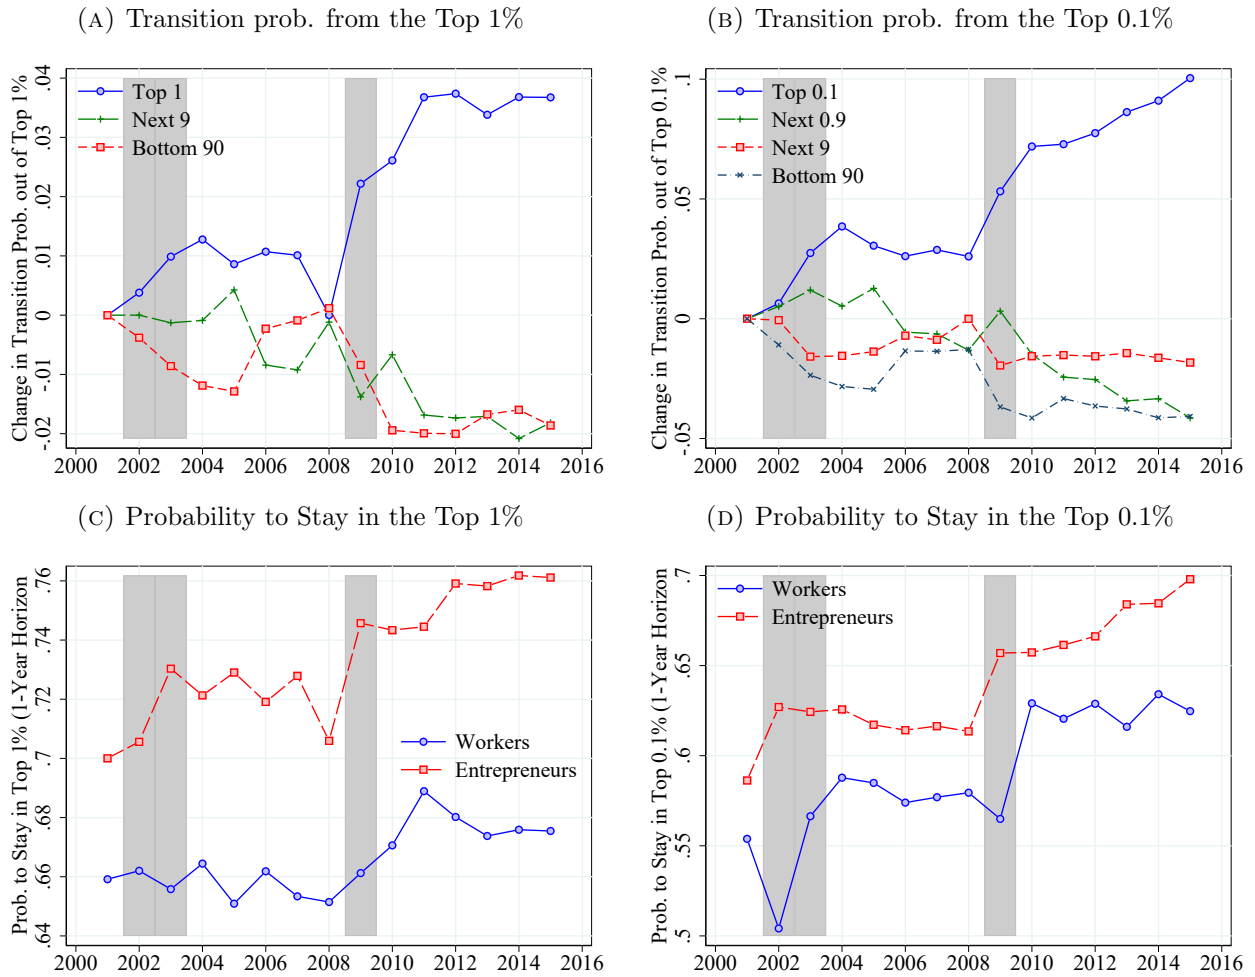 (A) Transition prob. from the Top 1%
Change in Transition Prob. out of Top 1%
.04
.03
.02
.01
0
-.01
-.02
Top 1
Next 9
Bottom 90
2000 2002 2004 2006 2008 2010 2012 2014 2016
(B) Transition prob. from the Top 0.1%
Change in Transition Prob. out of Top 0.1%
.1
.05
0
-.05
Top 0.1
Next 0.9
Next 9
Bottom 90
2000 2002 2004 2006 2008 2010 2012 2014 2016
(C) Probability to Stay in the Top 1%
Prob. to Stay in Top 1% (1-Year Horizon
.76
.74
.72
.7
.68
.66
.64
Workers
Entrepreneurs
2000 2002 2004 2006 2008 2010 2012 2014 2016
(D) Probability to Stay in the Top 0.1%
Prob. to Stay in Top 0.1% (1-Year Horizon
.7
.65
.6
.55
.5
Workers
Entrepreneurs
2000 2002 2004 2006 2008 2010 2012 2014 2016